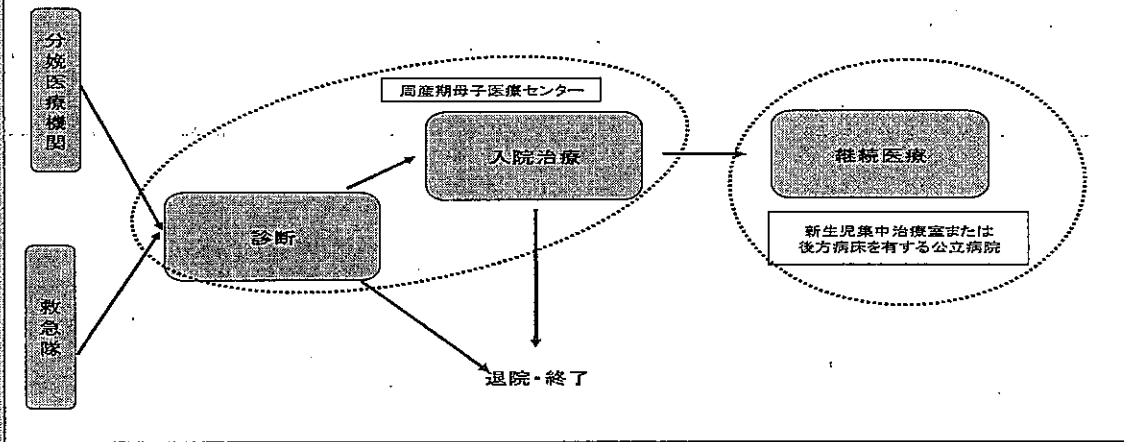 分娩医療機関
周産期母子医療センター
入院治療
継続医療
診断
新生児集中治療室または
後方病床を有する公立病院
救急隊
退院・終了